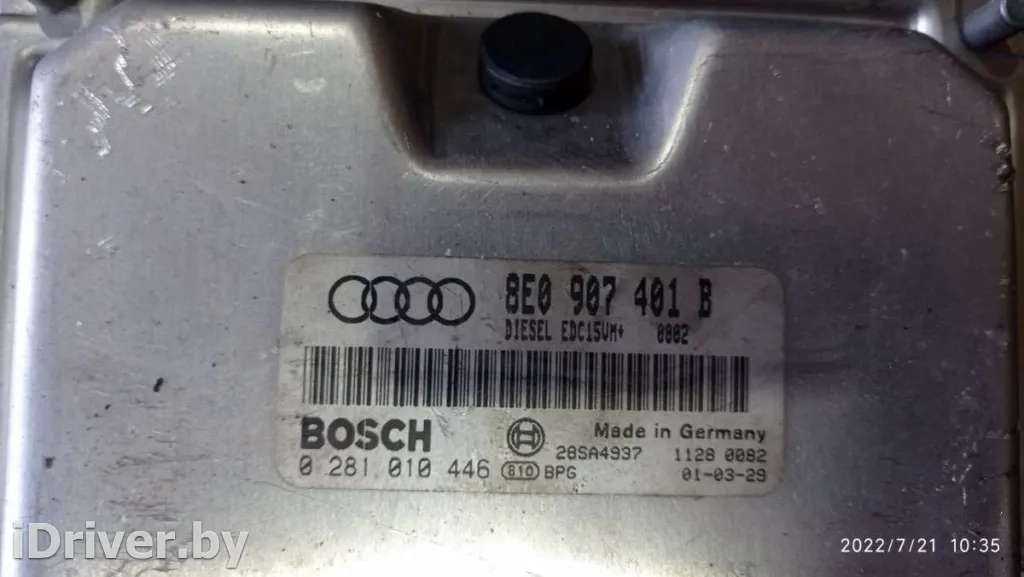 8E0 907 401 B
DIESEL EDC15VM+ 0082
BOSCH
Made in Germany
28SA4937 1128 0082
0 281 010 446 810 BPG 01-03-29
iDriver.by
2022/7/21 10:35